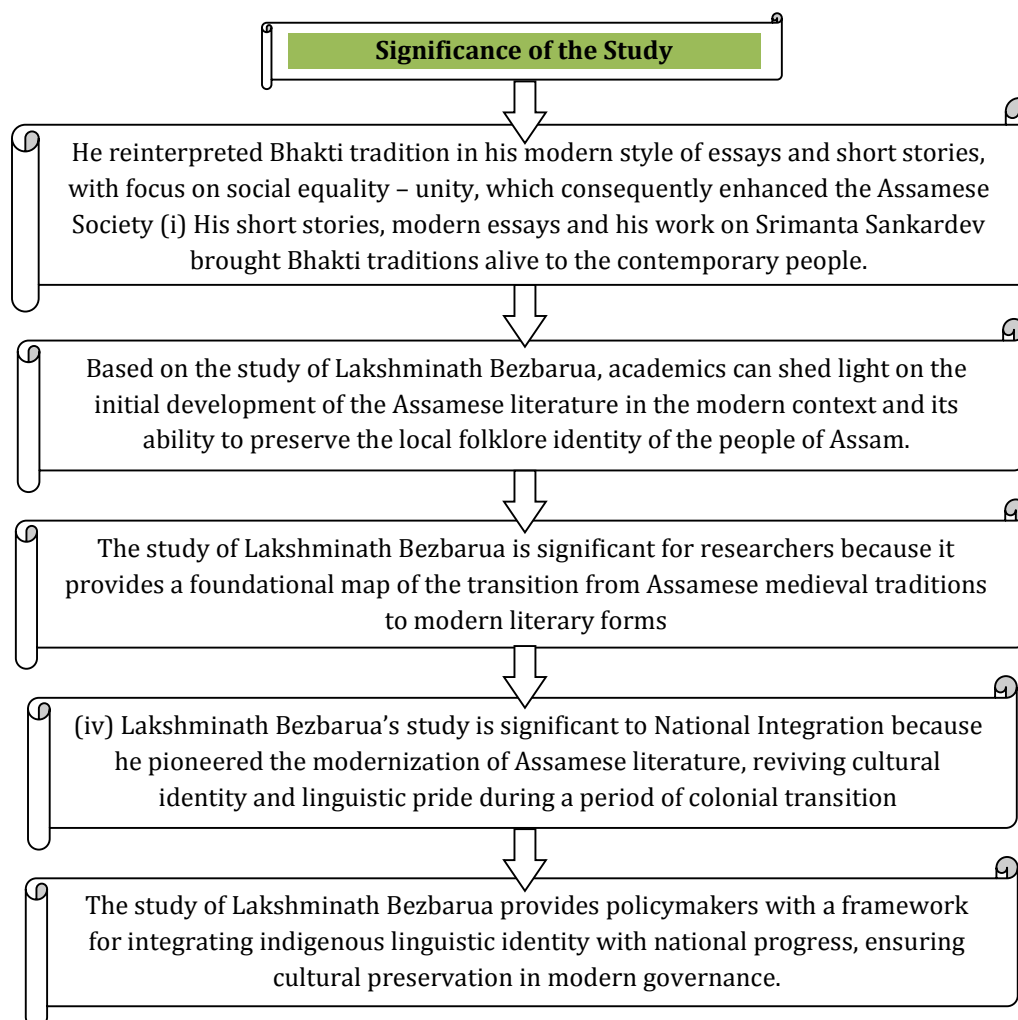 Significance of the Study
He reinterpreted Bhakti tradition in his modern style of essays and short stories,
with focus on social equality – unity, which consequently enhanced the Assamese
Society (i) His short stories, modern essays and his work on Srimanta Sankardev
brought Bhakti traditions alive to the contemporary people.
Based on the study of Lakshminath Bezbarua, academics can shed light on the
initial development of the Assamese literature in the modern context and its
ability to preserve the local folklore identity of the people of Assam.
The study of Lakshminath Bezbarua is significant for researchers because it
provides a foundational map of the transition from Assamese medieval traditions
to modern literary forms
(iv) Lakshminath Bezbarua’s study is significant to National Integration because
he pioneered the modernization of Assamese literature, reviving cultural
identity and linguistic pride during a period of colonial transition
The study of Lakshminath Bezbarua provides policymakers with a framework
for integrating indigenous linguistic identity with national progress, ensuring
cultural preservation in modern governance.